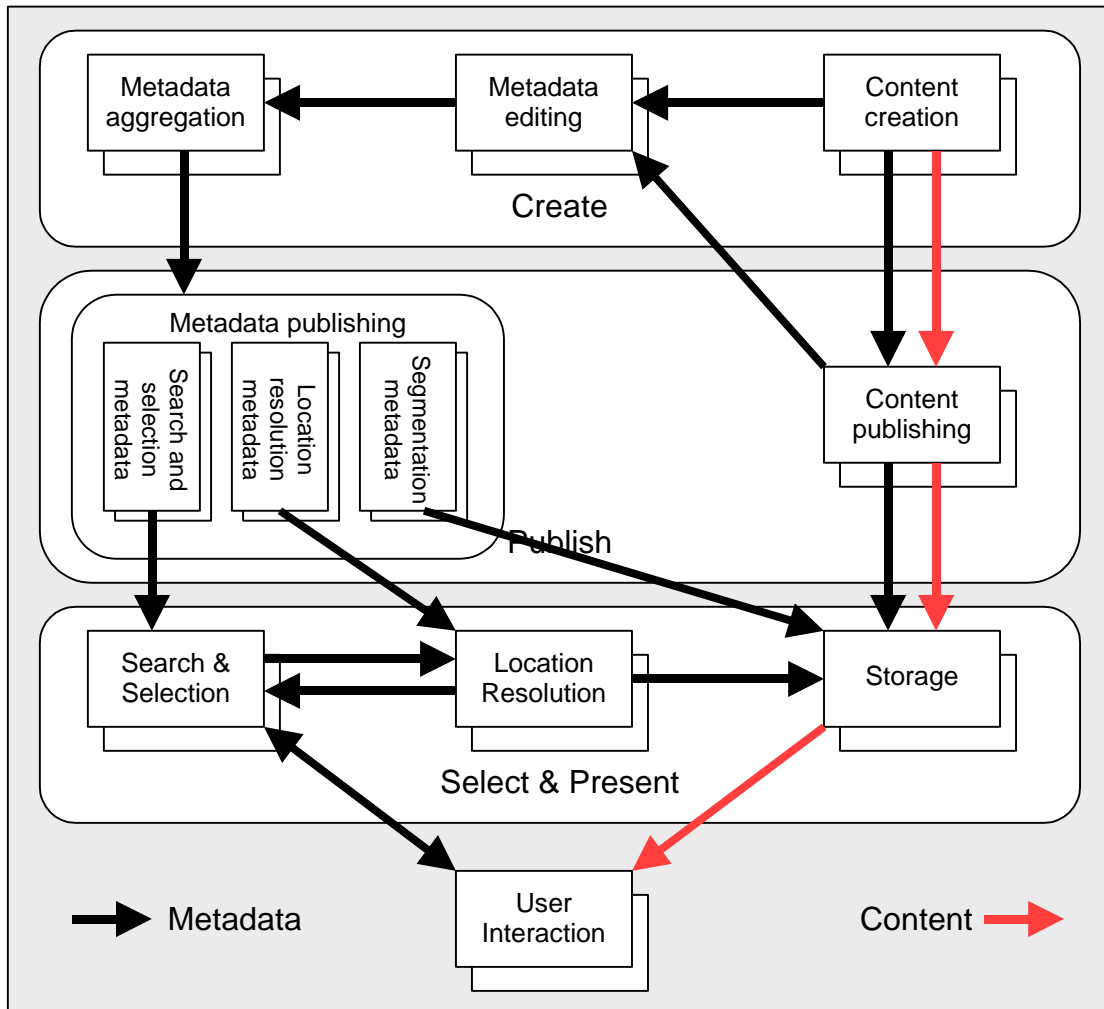 Metadata
aggregation
Metadata
editing
Content
creation
Create
Metadata publishing
Search and
selection
metadata
Location
resolution
metadata
Segmentation
metadata
Content
publishing
Publish
Search &
Selection
Location
Resolution
Storage
Select & Present
User
Interaction
Metadata
Content